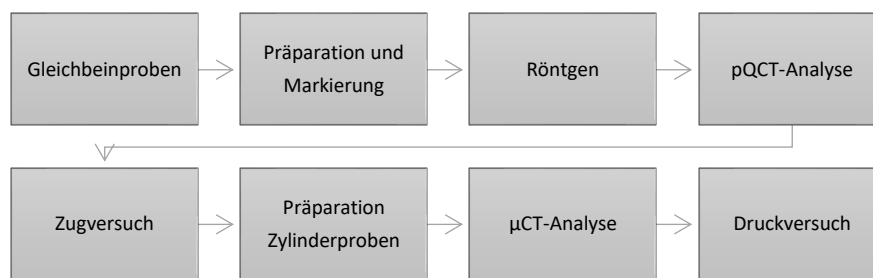 Gleichbeinproben
Präparation und
Markierung
Röntgen
pQCT-Analyse
Zugversuch
Präparation
Zylinderproben
µCT-Analyse
Druckversuch